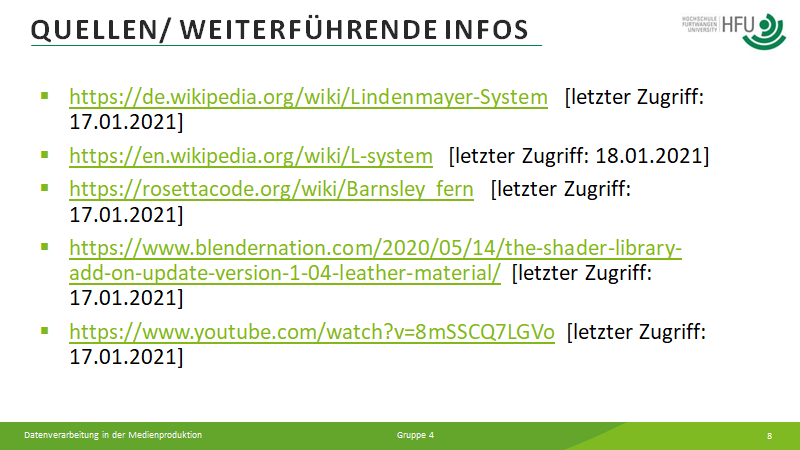 QUELLEN/ WEITERFÜHRENDE INFOS
HOCHSCHULE
FURTWANGEN
UNIVERSITY
HFU
https://de.wikipedia.org/wiki/Lindenmayer-System [letzter Zugriff:
17.01.2021]
https://en.wikipedia.org/wiki/L-system [letzter Zugriff: 18.01.2021]
https://rosettacode.org/wiki/Barnsley_fern [letzter Zugriff:
17.01.2021]
https://www.blendernation.com/2020/05/14/the-shader-library-
add-on-update-version-1-04-leather-material/ [letzter Zugriff:
17.01.2021]
https://www.youtube.com/watch?v=8mSSCQ7LGVo [letzter Zugriff:
17.01.2021]
Datenverarbeitung in der Medienproduktion
Gruppe 4
8